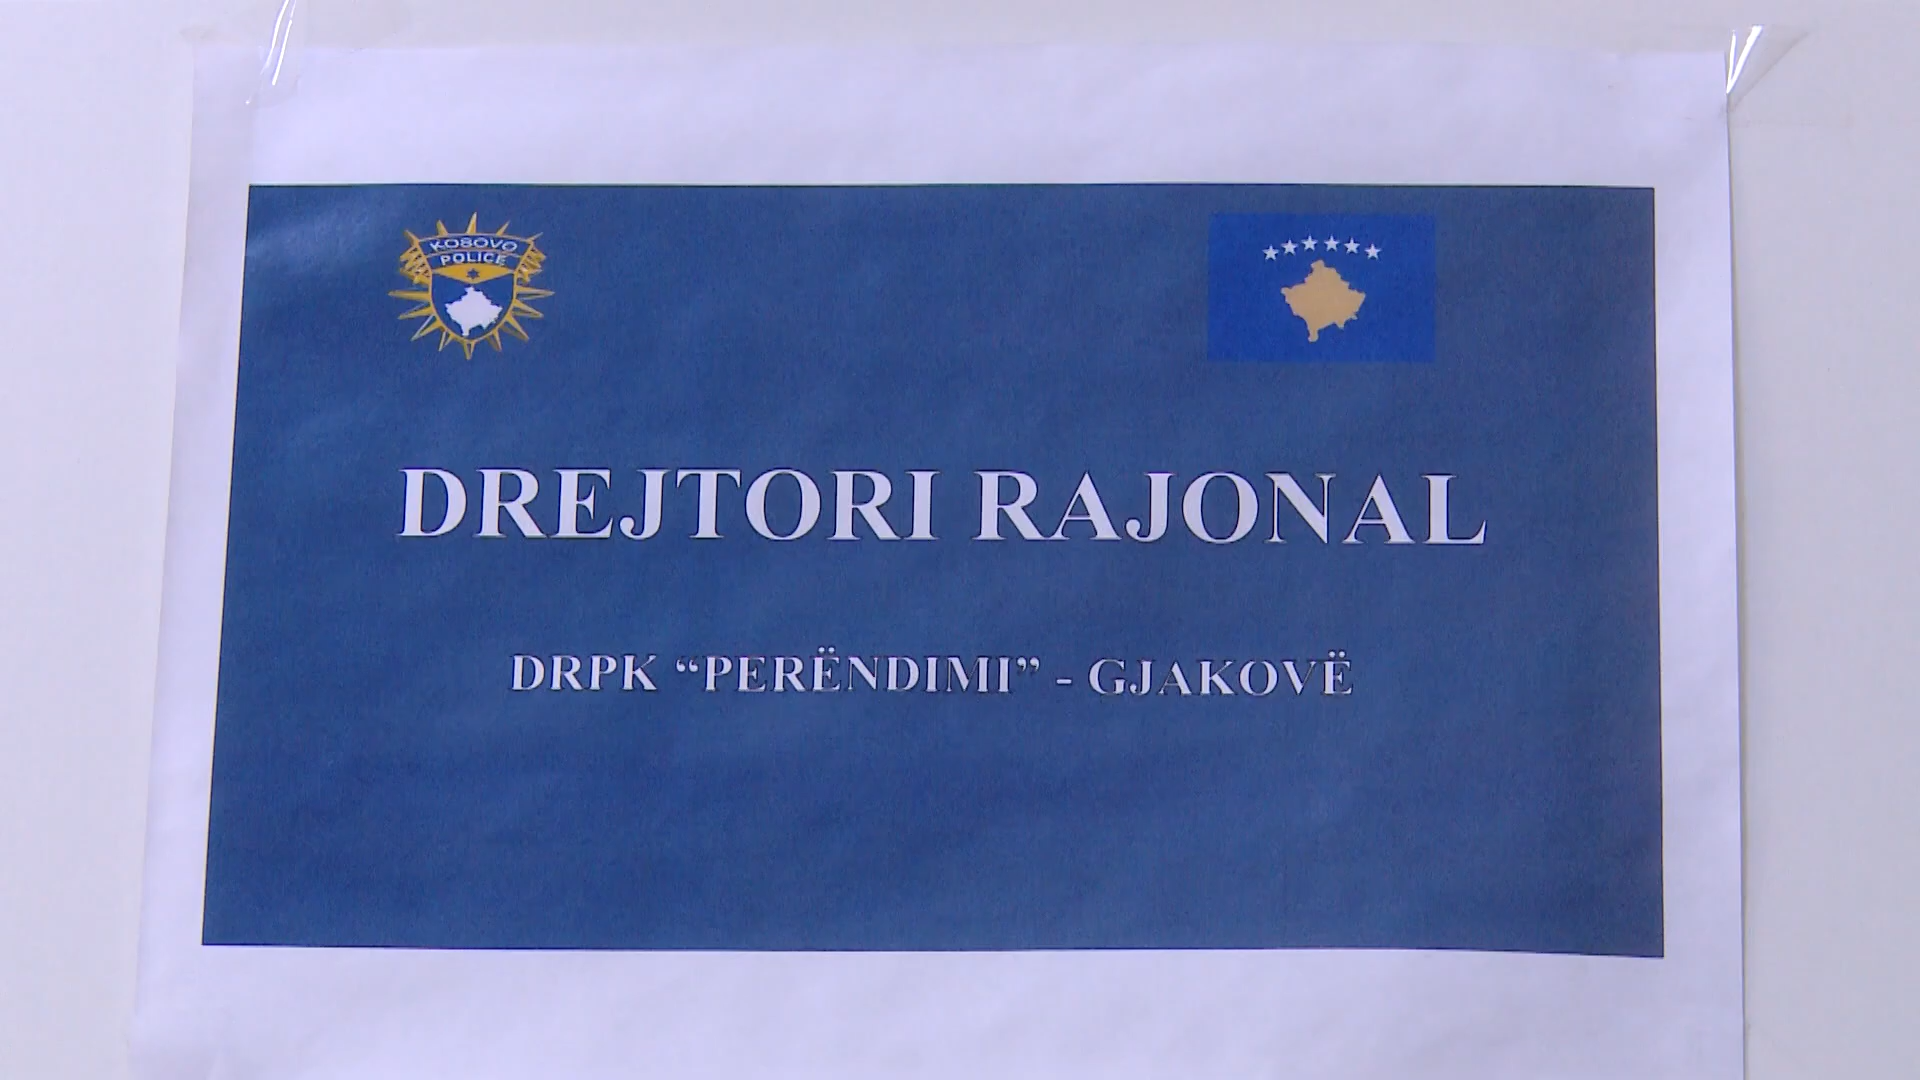 KOSOVO
POLICE
DREJTORI RAJONAL
DRPK “PERËNDIMI” - GJAKOVË